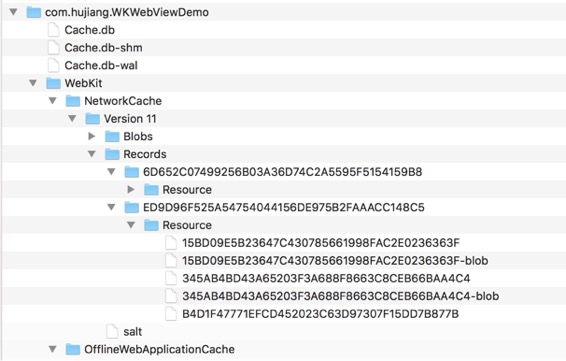 com.hujiang.WKWebViewDemo
Cache.db
Cache.db-shm
Cache.db-wal
WebKit
NetworkCache
Version 11
Blobs
Records
6D652C07499256B03A36D74C2A5595F5154159B8
Resource
ED9D96F525A54754044156DE975B2FAAACC148C5
Resource
15BD09E5B23647C430785661998FAC2E0236363F
15BD09E5B23647C430785661998FAC2E0236363F-blob
345AB4BD43A65203F3A688F8663C8CEB66BAA4C4
345AB4BD43A65203F3A688F8663C8CEB66BAA4C4-blob
B4D1F47771EFCD452023C63D97307F15DD7B877B
salt
OfflineWebApplicationCache